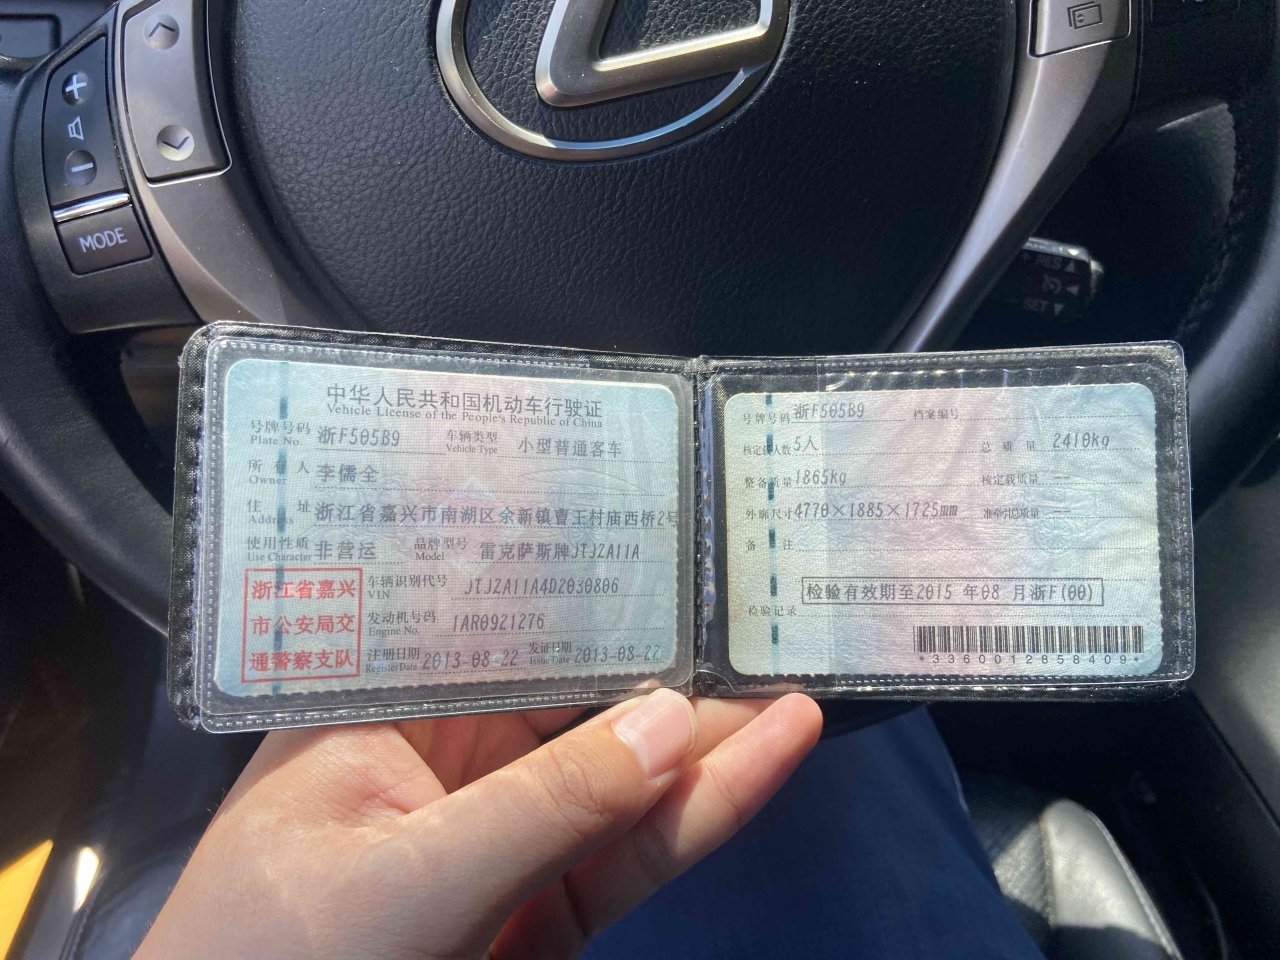 MODE
SET
中华人民共和国机动车行驶证
Vehicle License of the People's Republic of China
号牌号码 Plate No. 浙F505B9 车辆类型 Vehicle Type 小型普通客车
所有人 Owner 李儒全
住址 Address 浙江省嘉兴市南湖区余新镇曹王村庙西桥2号
使用性质 Use Character 非营运 品牌型号 Model 雷克萨斯牌JTJ2A11A
浙江省嘉兴
市公安局交
通警察支队
车辆识别代号 VIN JTJ2A11A4D2030806
发动机号码 Engine No. 1AR0921276
注册日期 Register Date 2013-08-22 发证日期 Issue Date 2013-08-22
号牌号码 浙F505B9 档案编号
核定载人数 5人 总质量 2410kg
整备质量 1865kg 核定载质量 --
外廓尺寸 4770×1885×1725mm 准牵引总质量 --
备注
检验有效期至2015 年08 月浙F(00)
检验记录
*3360012858409*